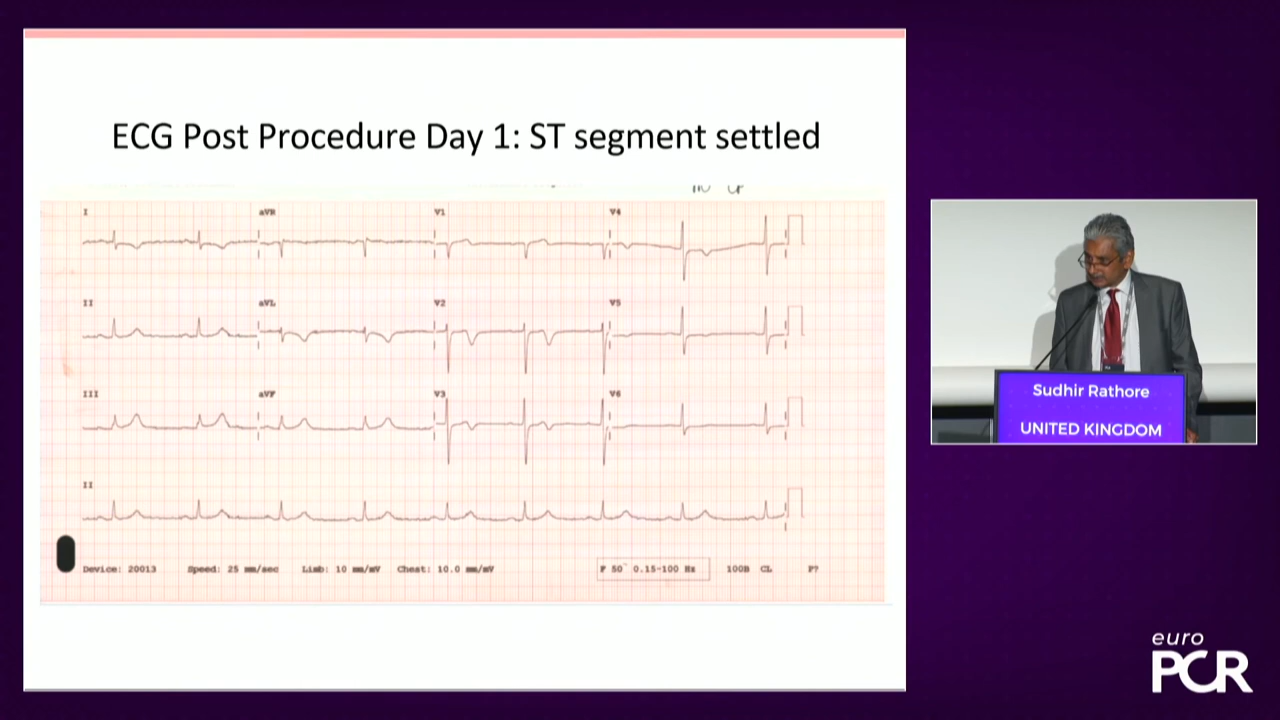 ECG Post Procedure Day 1: ST segment settled
I aVR V1 V4
II aVL V2 V5
III aVF V3 V6
II
Device: 20013 Speed: 25 mm/sec Limb: 10 mm/mV Chest: 10.0 mm/mV F 50~ 0.15-100 Hz 100B CL P?
Sudhir Rathore
UNITED KINGDOM
euro
PCR